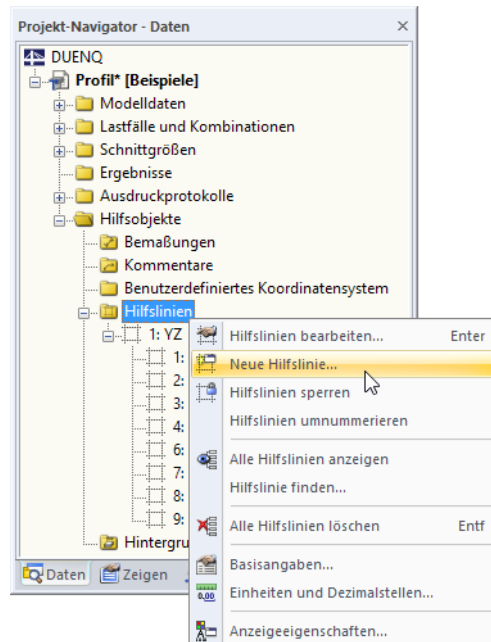 Projekt-Navigator - Daten
DUENQ
Profil* [Beispiele]
Modelldaten
Lastfälle und Kombinationen
Schnittgrößen
Ergebnisse
Ausdruckprotokolle
Hilfsobjekte
Bemaßungen
Kommentare
Benutzerdefiniertes Koordinatensystem
Hilfslinien
1: YZ
1:
2:
3:
4:
6:
7:
8:
9:
Hintergru
Daten Zeigen
Hilfslinien bearbeiten... Enter
Neue Hilfslinie...
Hilfslinien sperren
Hilfslinien umnummerieren
Alle Hilfslinien anzeigen
Hilfslinie finden...
Alle Hilfslinien löschen Entf
Basisangaben...
0,00 Einheiten und Dezimalstellen...
Anzeigeeigenschaften...